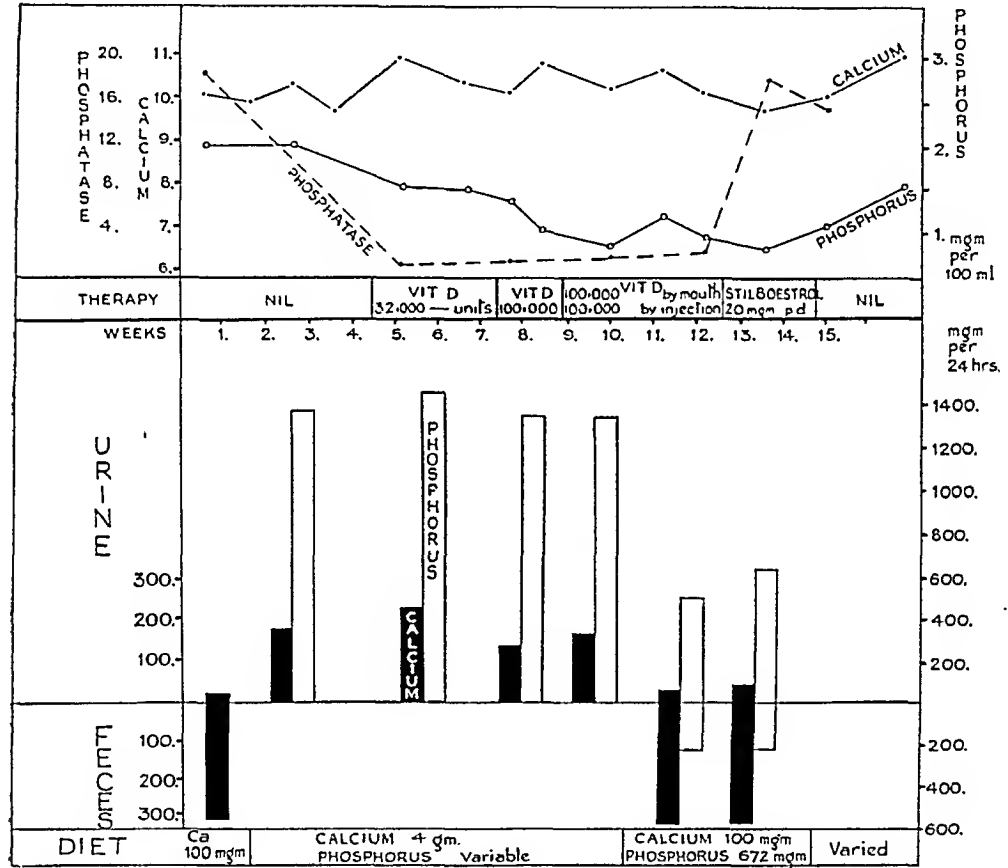 PHOSPHATASE
CALCIUM
20. 11.
16. 10.
12. 9.
8. 8.
4. 7.
6.
CALCIUM
PHOSPHATASE
PHOSPHORUS
PHOSPHORUS
3.
2.
1. mgm
per
100 ml
THERAPY
NIL
VIT D
32.000 — units
VIT D
100.000
100.000 VIT D by mouth
100.000 by injection
STILBOESTROL
20 mgm p d
NIL
WEEKS 1. 2. 3. 4. 5. 6. 7. 8. 9. 10. 11. 12. 13. 14. 15.
mgm
per
24 hrs.
URINE
300.
200.
100.
CALCIUM
PHOSPHORUS
1400.
1200.
1000.
800.
600.
400.
200.
FECES
100.
200.
300.
200.
400.
600.
DIET
Ca
100 mgm
CALCIUM 4 gm.
PHOSPHORUS Variable
CALCIUM 100 mgm
PHOSPHORUS 672 mgm
Varied